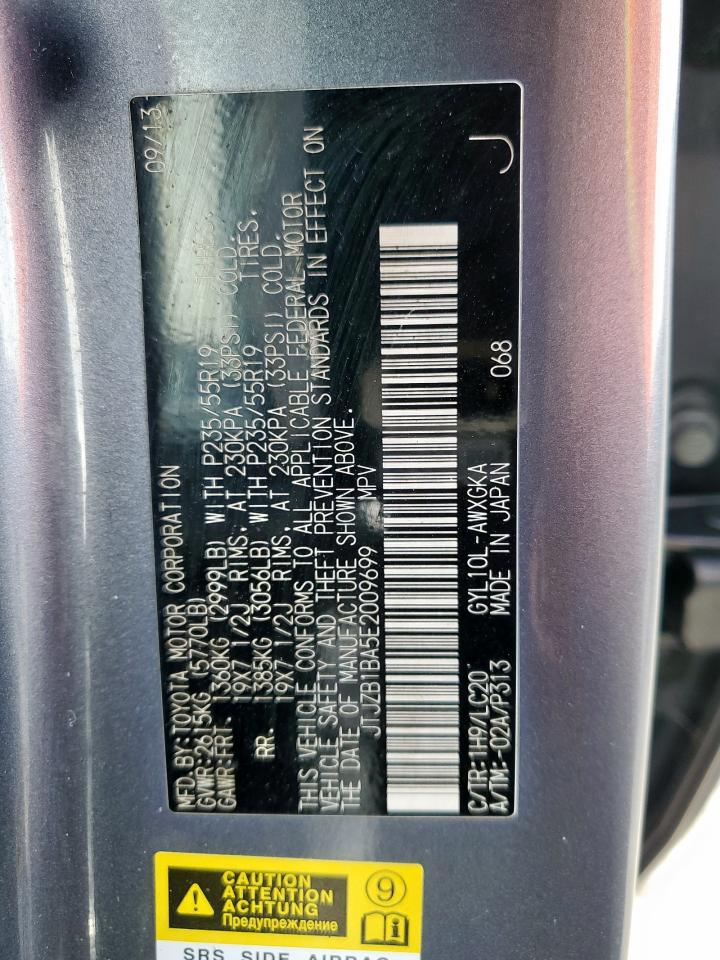 09/13
MFD.BY:TOYOTA MOTOR CORPORATION
GVWR:2615KG (5770LB)
GAWR:FRT. 1360KG (2999LB) WITH P235/55R19 TIRES.
19X7 1/2J RIMS. AT 230KPA (33PSI) COLD.
RR. 1385KG (3056LB) WITH P235/55R19 TIRES.
19X7 1/2J RIMS. AT 230KPA (33PSI) COLD.
THIS VEHICLE CONFORMS TO ALL APPLICABLE FEDERAL MOTOR
VEHICLE SAFETY AND THEFT PREVENTION STANDARDS IN EFFECT ON
THE DATE OF MANUFACTURE SHOWN ABOVE.
JTJZB1BA5E2009699 MPV
C/TR:1H9/LC20 GYL10L-AWXGKA
A/TM:-02A/P313 MADE IN JAPAN 068 J
CAUTION
ATTENTION
ACHTUNG
Предупреждение
9
i
SRS SIDE AIRBAG